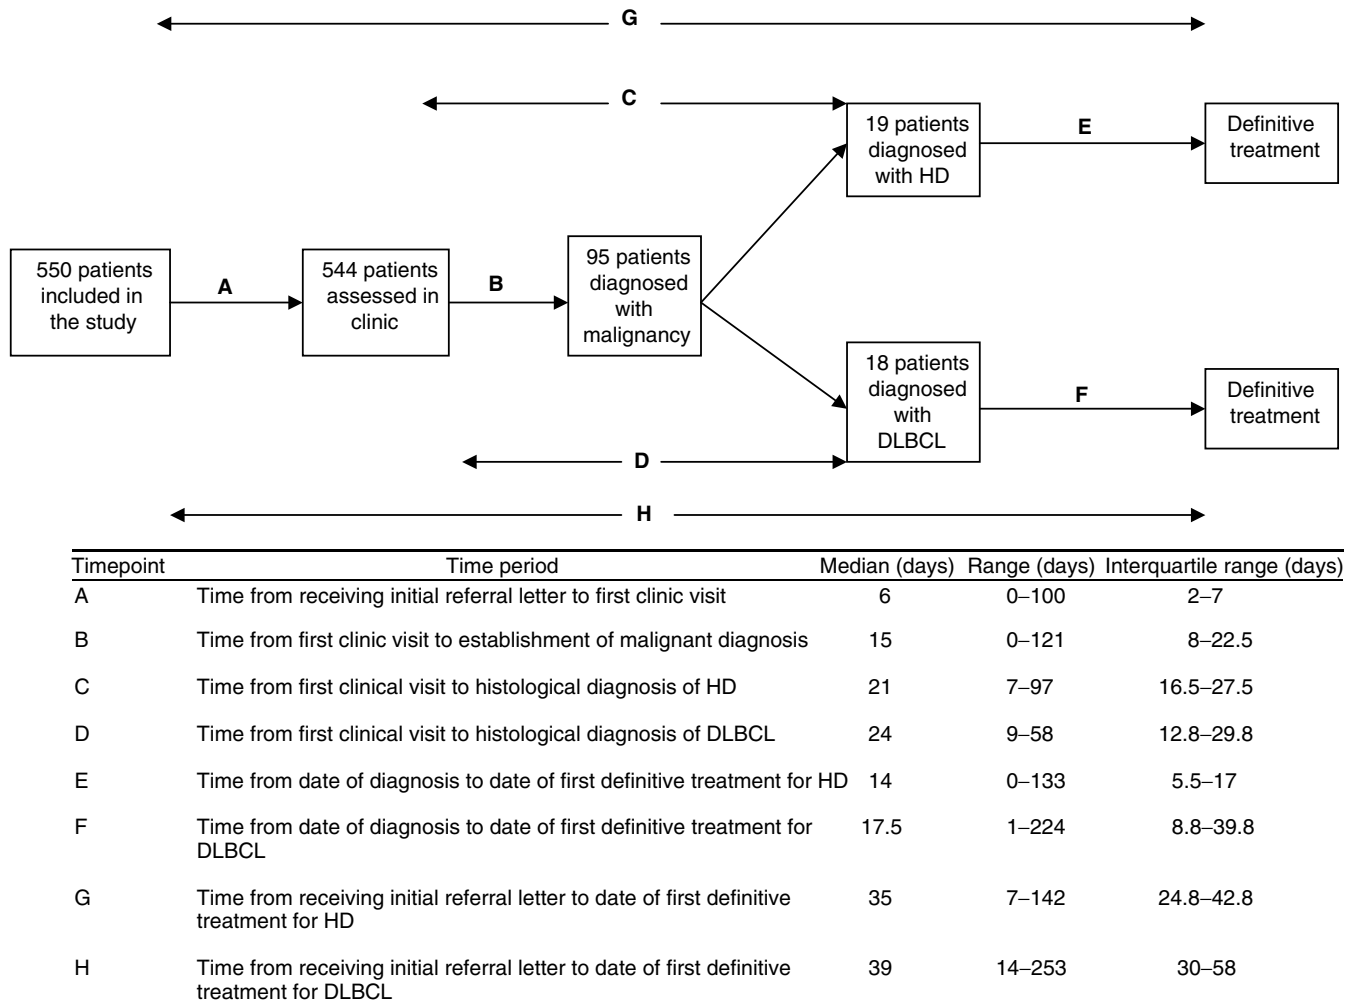 G
C
19 patients
diagnosed
with HD
E
Definitive
treatment
550 patients
included in
the study
A
544 patients
assessed in
clinic
B
95 patients
diagnosed
with
malignancy
18 patients
diagnosed
with
DLBCL
F
Definitive
treatment
D
H
Timepoint Time period Median (days) Range (days) Interquartile range (days)
A Time from receiving initial referral letter to first clinic visit 6 0–100 2–7
B Time from first clinic visit to establishment of malignant diagnosis 15 0–121 8–22.5
C Time from first clinical visit to histological diagnosis of HD 21 7–97 16.5–27.5
D Time from first clinical visit to histological diagnosis of DLBCL 24 9–58 12.8–29.8
E Time from date of diagnosis to date of first definitive treatment for HD 14 0–133 5.5–17
F Time from date of diagnosis to date of first definitive treatment for 17.5 1–224 8.8–39.8
DLBCL
G Time from receiving initial referral letter to date of first definitive 35 7–142 24.8–42.8
treatment for HD
H Time from receiving initial referral letter to date of first definitive 39 14–253 30–58
treatment for DLBCL